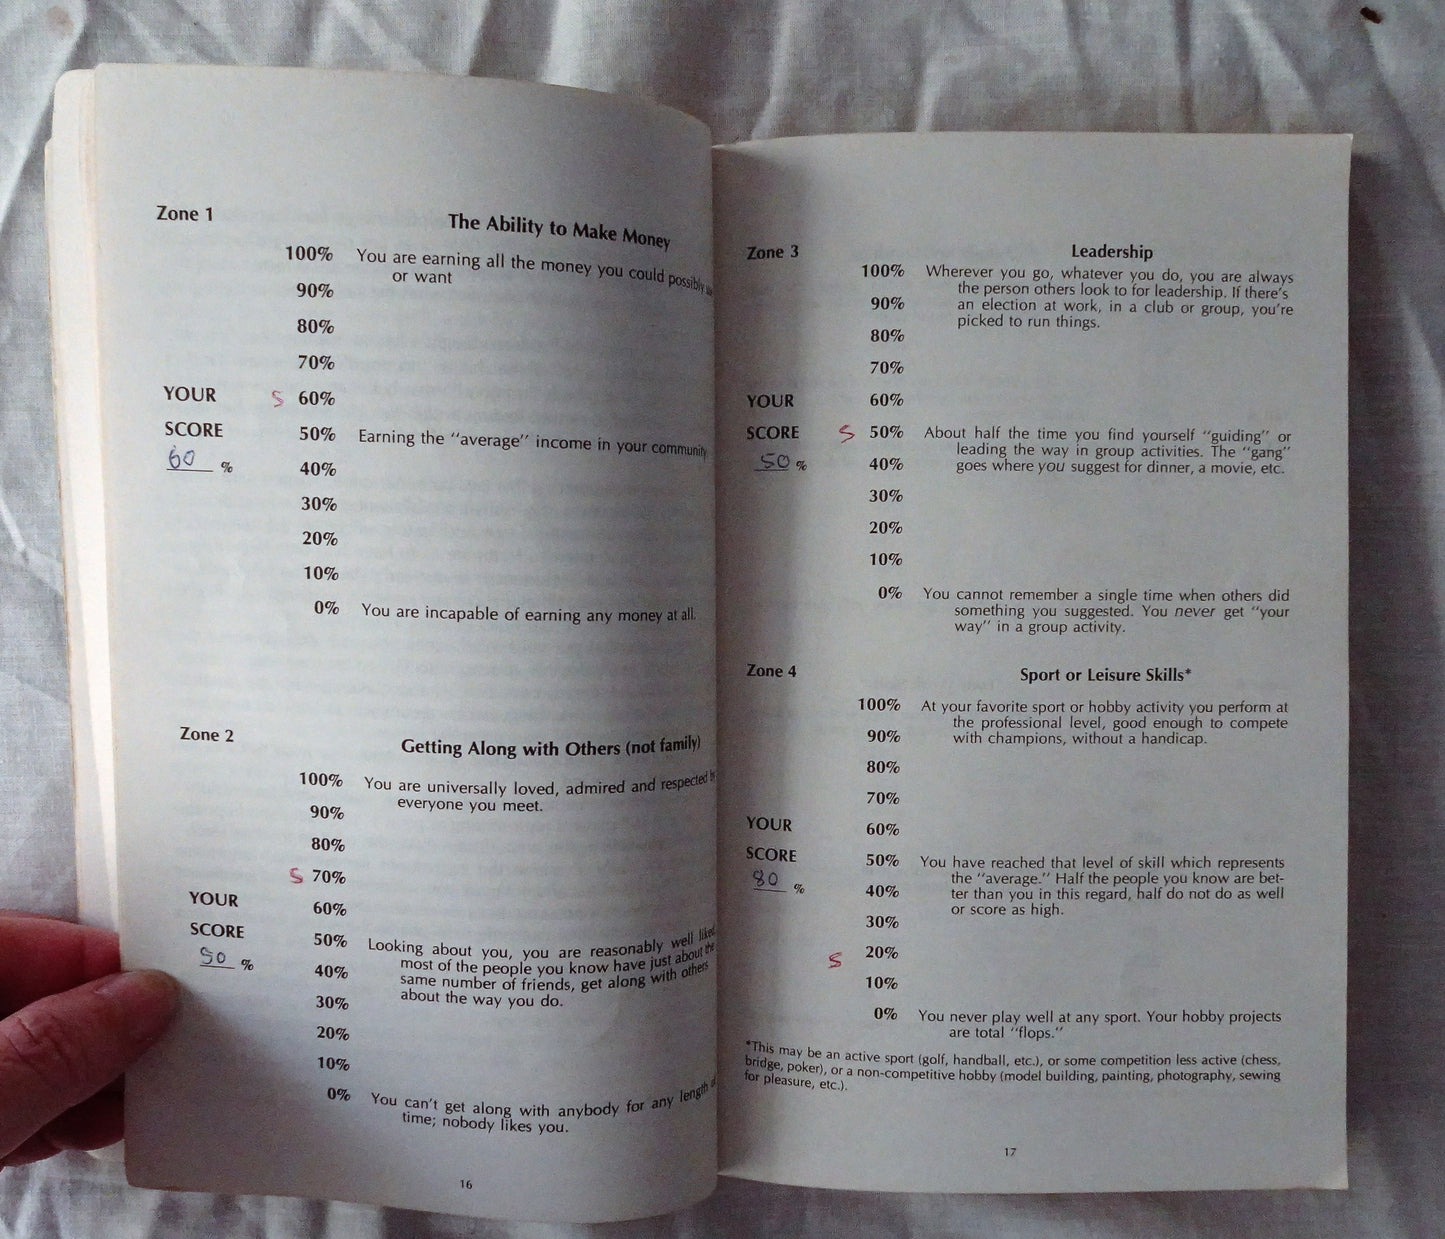 Zone 1
The Ability to Make Money
100% You are earning all the money you could possibly
or want
90%
80%
70%
YOUR S 60%
SCORE 50% Earning the "average" income in your community
60 % 40%
30%
20%
10%
0% You are incapable of earning any money at all.
Zone 2
Getting Along with Others (not family)
100% You are universally loved, admired and respected by
everyone you meet.
90%
80%
S 70%
YOUR 60%
SCORE 50% Looking about you, you are reasonably well liked,
most of the people you know have just about the
50 % 40% same number of friends, get along with others
about the way you do.
30%
20%
10%
0% You can't get along with anybody for any length of
time; nobody likes you.
16
Zone 3
Leadership
100% Wherever you go, whatever you do, you are always
the person others look to for leadership. If there's
90% an election at work, in a club or group, you're
picked to run things.
80%
70%
YOUR 60%
SCORE S 50% About half the time you find yourself "guiding" or
leading the way in group activities. The "gang"
50 % 40% goes where you suggest for dinner, a movie, etc.
30%
20%
10%
0% You cannot remember a single time when others did
something you suggested. You never get "your
way" in a group activity.
Zone 4
Sport or Leisure Skills*
100% At your favorite sport or hobby activity you perform at
the professional level, good enough to compete
90% with champions, without a handicap.
80%
70%
YOUR 60%
SCORE 50% You have reached that level of skill which represents
the "average." Half the people you know are bet-
80 % 40% ter than you in this regard, half do not do as well
or score as high.
30%
S 20%
10%
0% You never play well at any sport. Your hobby projects
are total "flops."
*This may be an active sport (golf, handball, etc.), or some competition less active (chess,
bridge, poker), or a non-competitive hobby (model building, painting, photography, sewing
for pleasure, etc.).
17